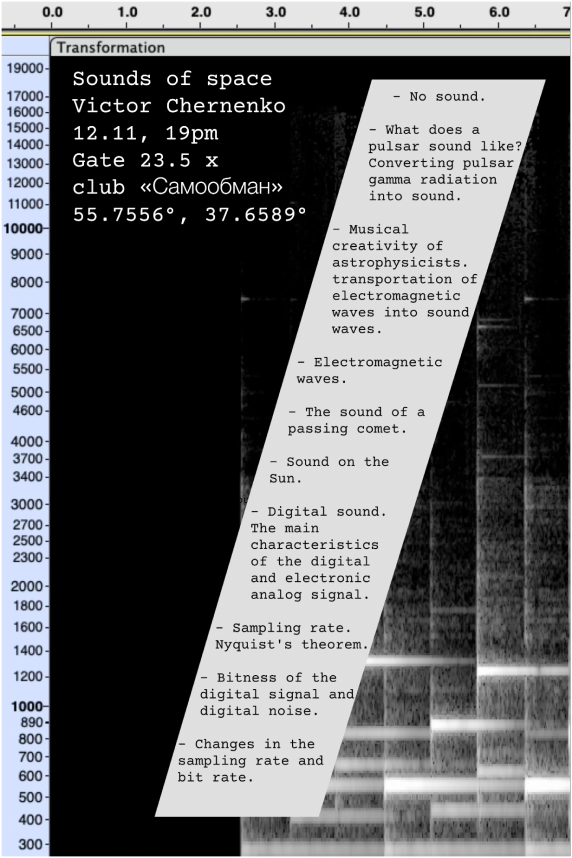 0.0 1.0 2.0 3.0 4.0 5.0 6.0 7
Transformation
19000
17000
16000
15000
14000
13000
12000
11000
10000
9000
8000
7000
6500
6000
5500
5000
4600
4000
3700
3400
3000
2700
2500
2300
2000
1800
1600
1400
1200
1000
890
800
700
600
500
400
300
Sounds of space
Victor Chernenko
12.11, 19pm
Gate 23.5 x
club «Самообман»
55.7556°, 37.6589°
- No sound.
- What does a
pulsar sound like?
Converting pulsar
gamma radiation
into sound.
- Musical
creativity of
astrophysicists.
transportation of
electromagnetic
waves into sound
waves.
- Electromagnetic
waves.
- The sound of a
passing comet.
- Sound on the
Sun.
- Digital sound.
The main
characteristics
of the digital
and electronic
analog signal.
- Sampling rate.
Nyquist's theorem.
- Bitness of the
digital signal and
digital noise.
- Changes in the
sampling rate and
bit rate.